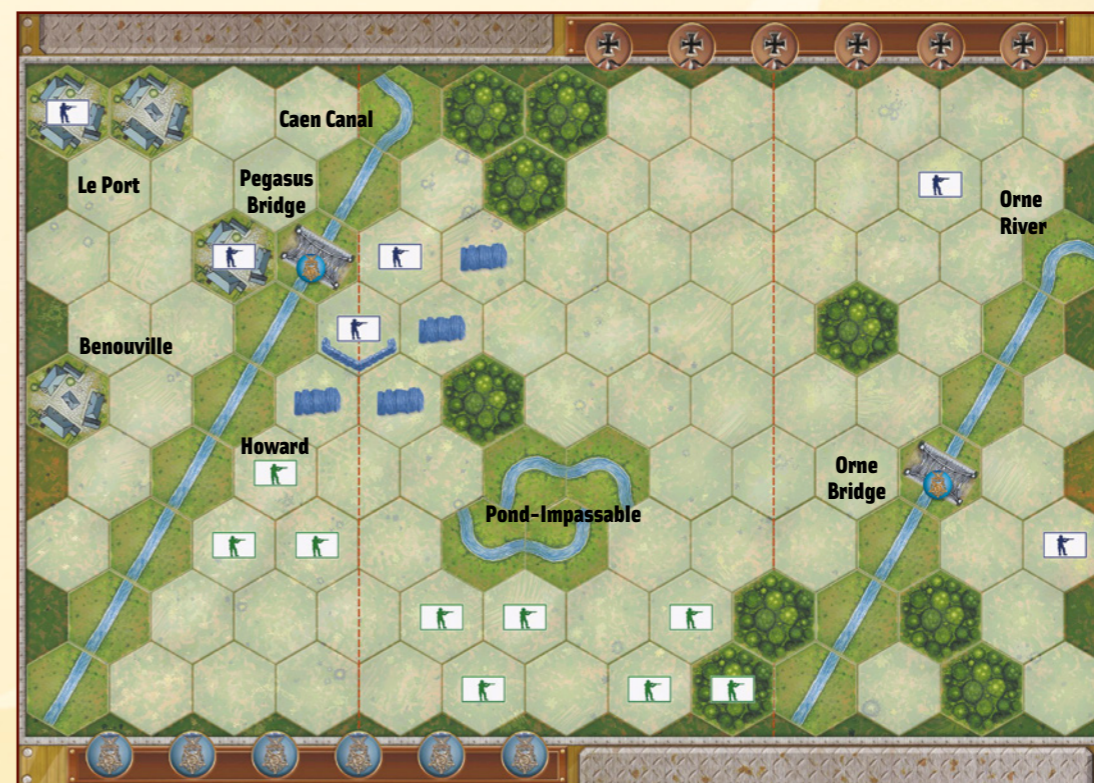 Caen Canal
Le Port
Pegasus
Bridge
Orne
River
Benouville
Howard
Orne
Bridge
Pond-Impassable